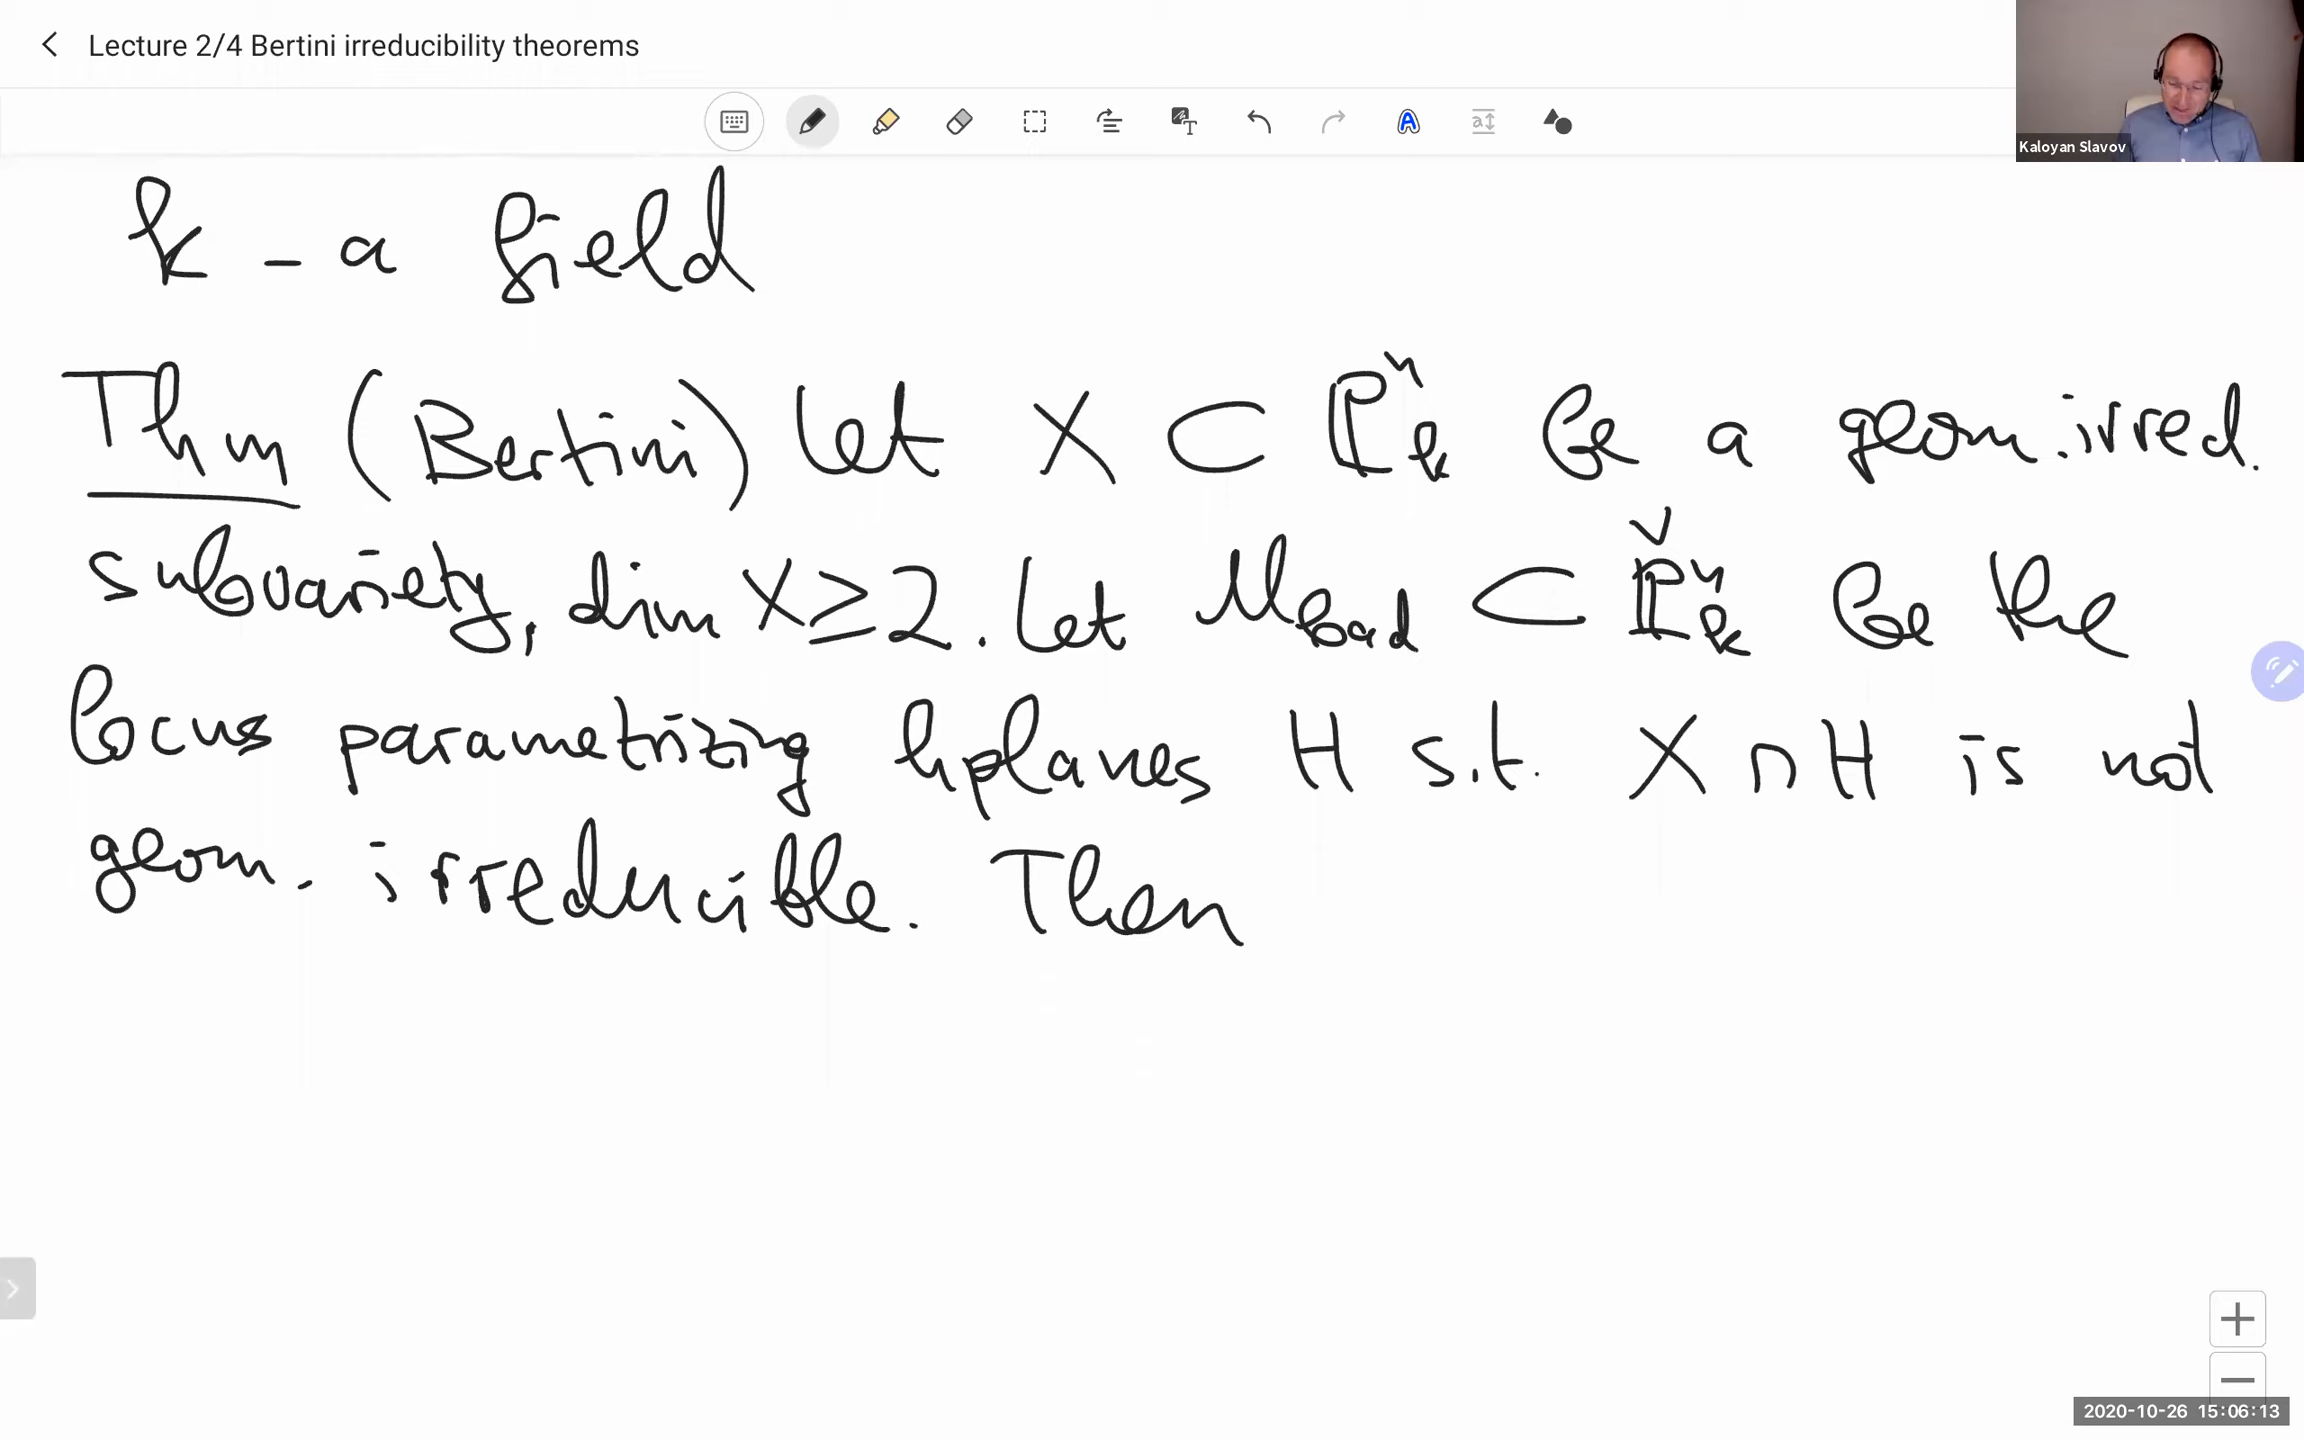 Lecture 2/4 Bertini irreducibility theorems
Kaloyan Slavov
k - a field
Thm (Bertini) Let X ⊂ ℙⁿₖ be a geom. irred.
subvariety, dim X ≥ 2. Let M_bad ⊂ ℙ̌ⁿₖ be the
locus parametrizing hplanes H s.t. X ∩ H is not
geom. irreducible. Then
2020-10-26 15:06:13